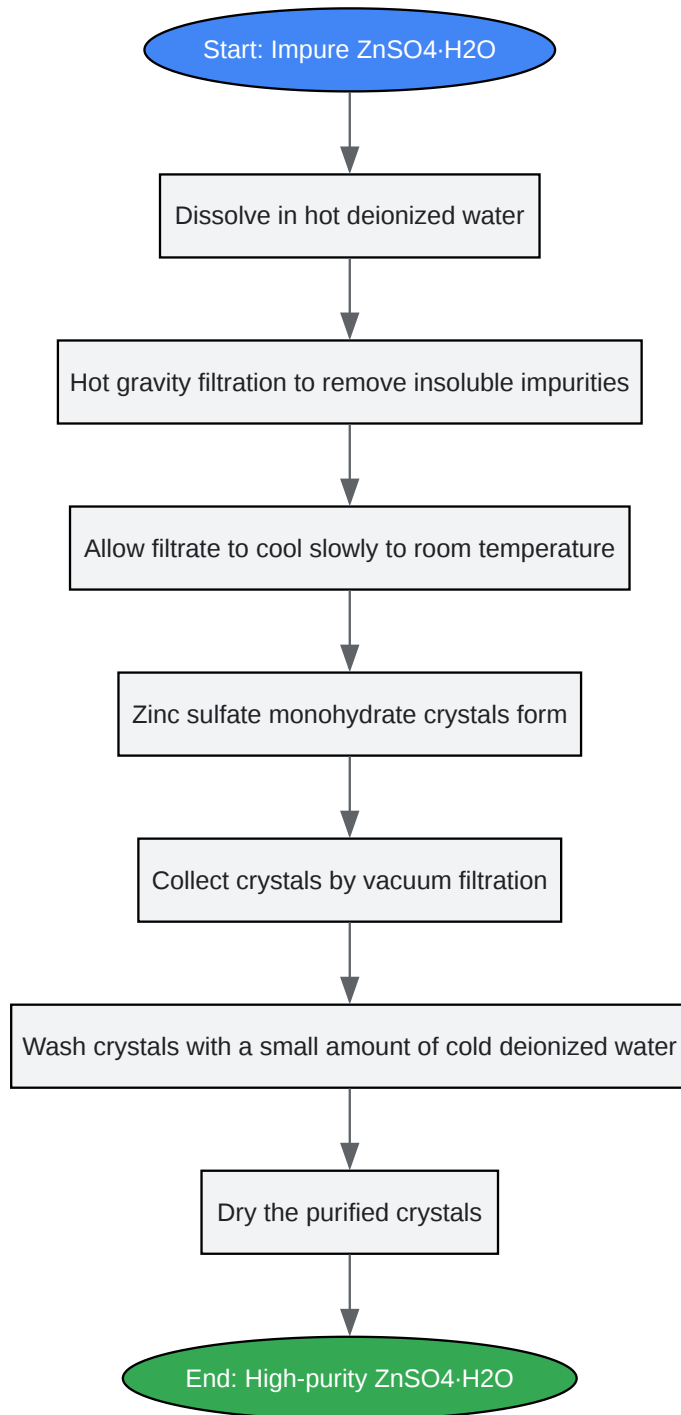 Start: Impure ZnSO4·H2O
Dissolve in hot deionized water
Hot gravity filtration to remove insoluble impurities
Allow filtrate to cool slowly to room temperature
Zinc sulfate monohydrate crystals form
Collect crystals by vacuum filtration
Wash crystals with a small amount of cold deionized water
Dry the purified crystals
End: High-purity ZnSO4·H2O